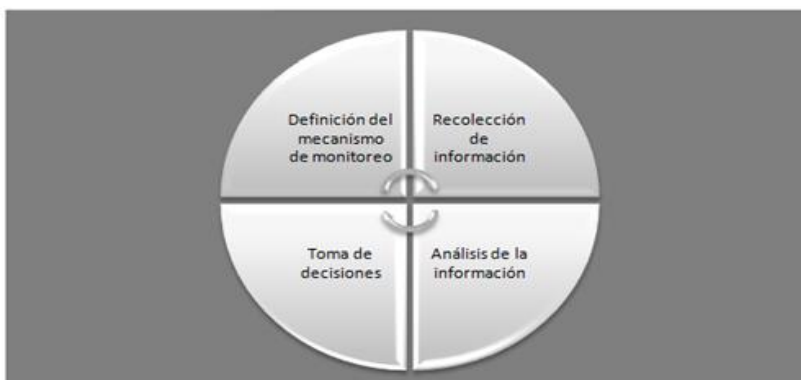 Definición del
mecanismo
de monitoreo
Recolección
de
información
Toma de
decisiones
Análisis de la
información